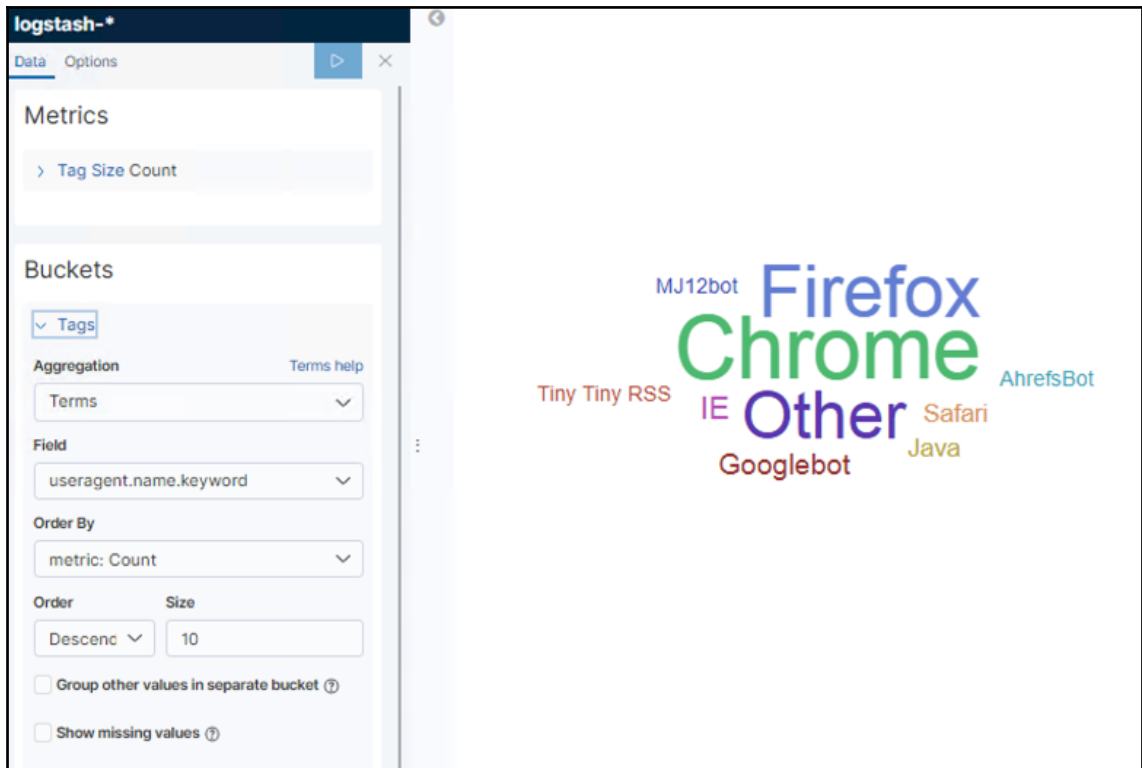 logstash-*
Data Options
Metrics
Tag Size Count
Buckets
Tags
Aggregation Terms help
Terms
Field
useragent.name.keyword
Order By
metric: Count
Order Size
Descenc 10
Group other values in separate bucket
Show missing values
MJ12bot Firefox
Chrome
AhrefsBot
Tiny Tiny RSS
IE Other Safari
Java
Googlebot